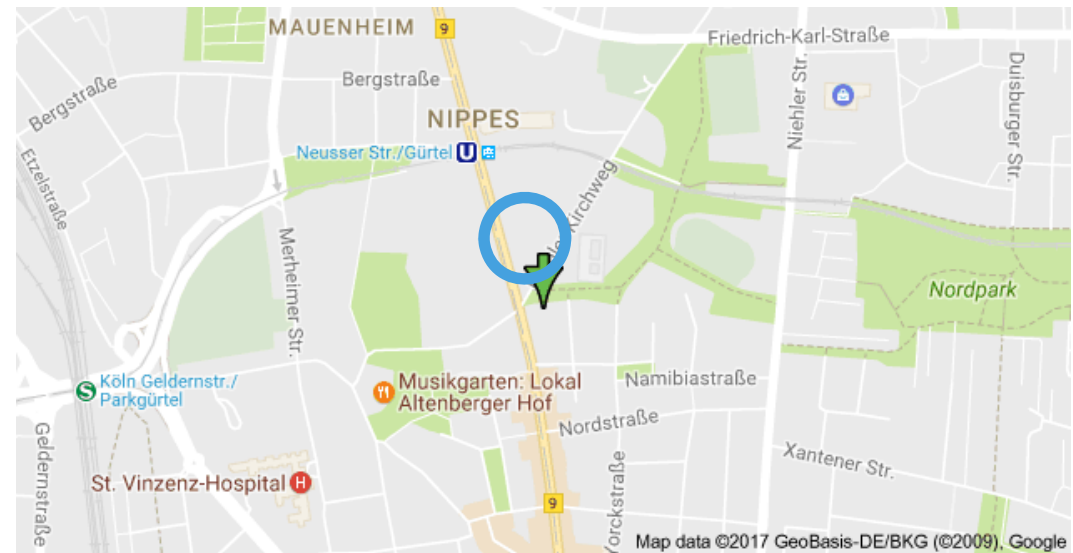 MAUENHEIM
9
Friedrich-Karl-Straße
Bergstraße
Bergstraße
Niehler Str.
Duisburger Str.
NIPPES
Neusser Str./Gürtel U
Etzelstraße
Kirchweg
Merheimer Str.
Nordpark
S Köln Geldernstr./
Parkgürtel
Musikgarten: Lokal
Altenberger Hof
Namibiastraße
Nordstraße
Geldernstraße
Xantener Str.
St. Vinzenz-Hospital H
9
Yorckstraße
Map data ©2017 GeoBasis-DE/BKG (©2009), Google